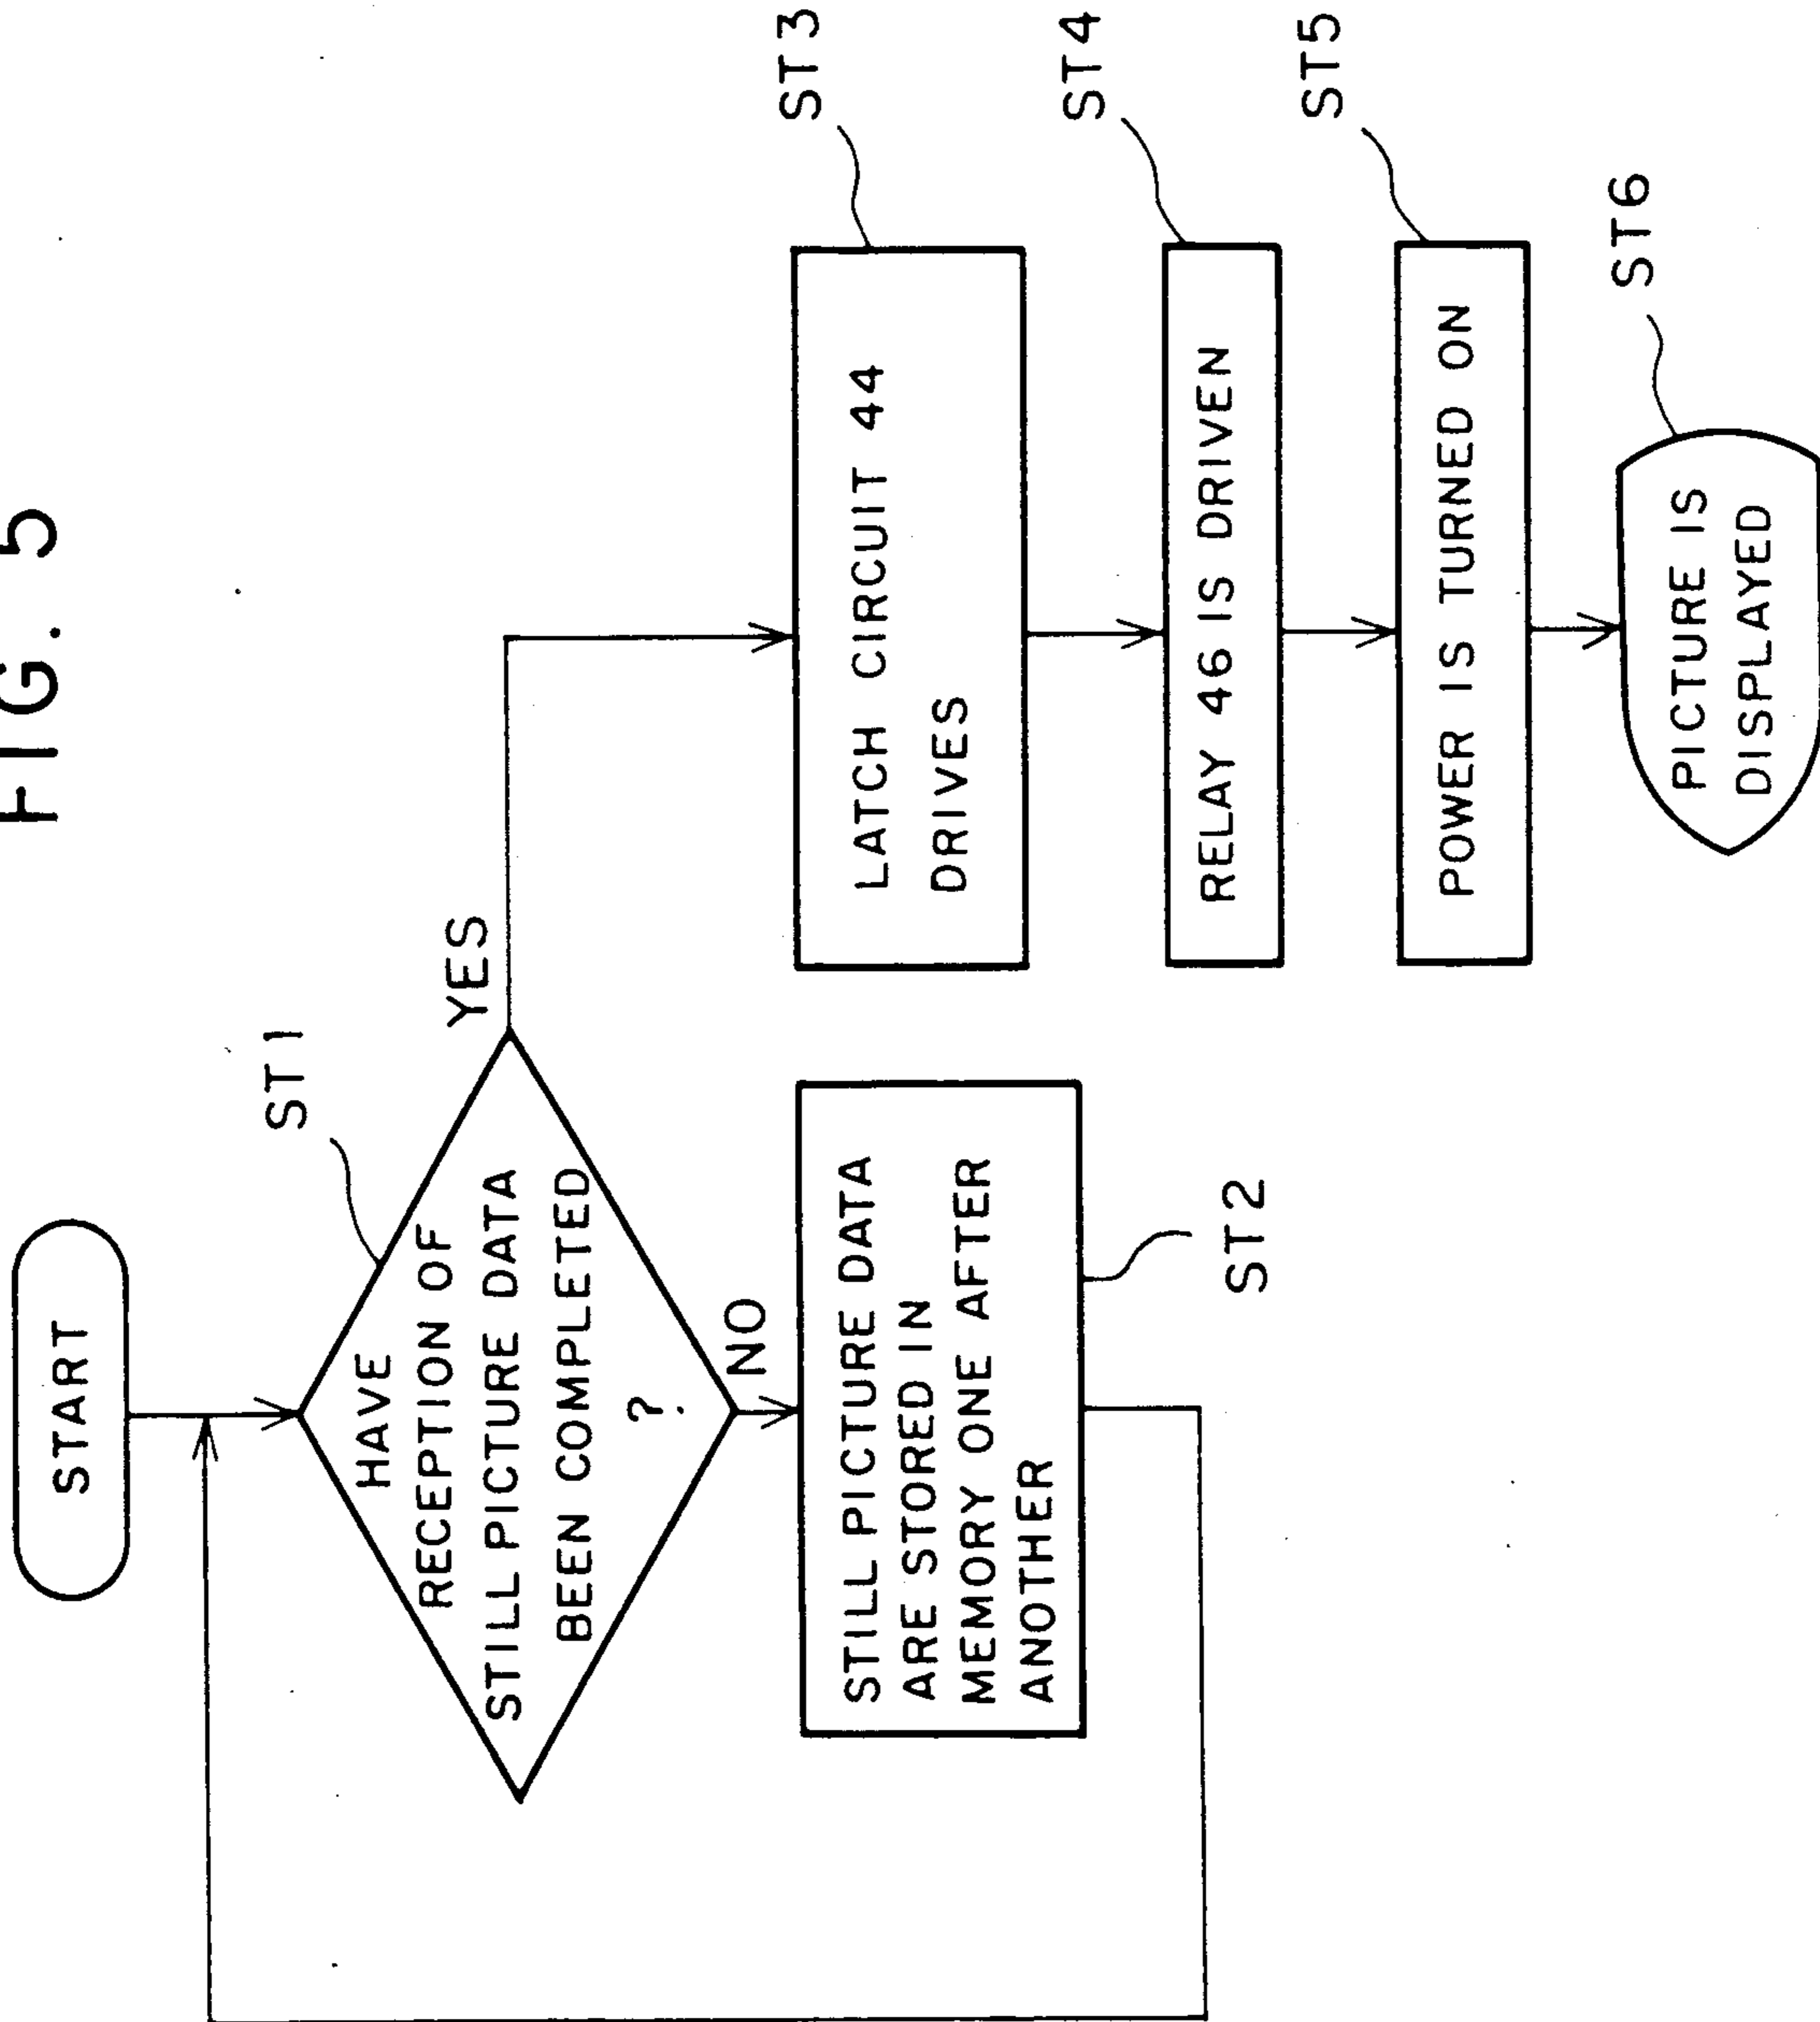 FIG. 5
START
ST1
HAVE
RECEPTION OF
STILL PICTURE DATA
BEEN COMPLETED
?
YES
NO
STILL PICTURE DATA
ARE STORED IN
MEMORY ONE AFTER
ANOTHER
ST2
LATCH CIRCUIT 44
DRIVES
ST3
RELAY 46 IS DRIVEN
ST4
POWER IS TURNED ON
ST5
PICTURE IS
DISPLAYED
ST6